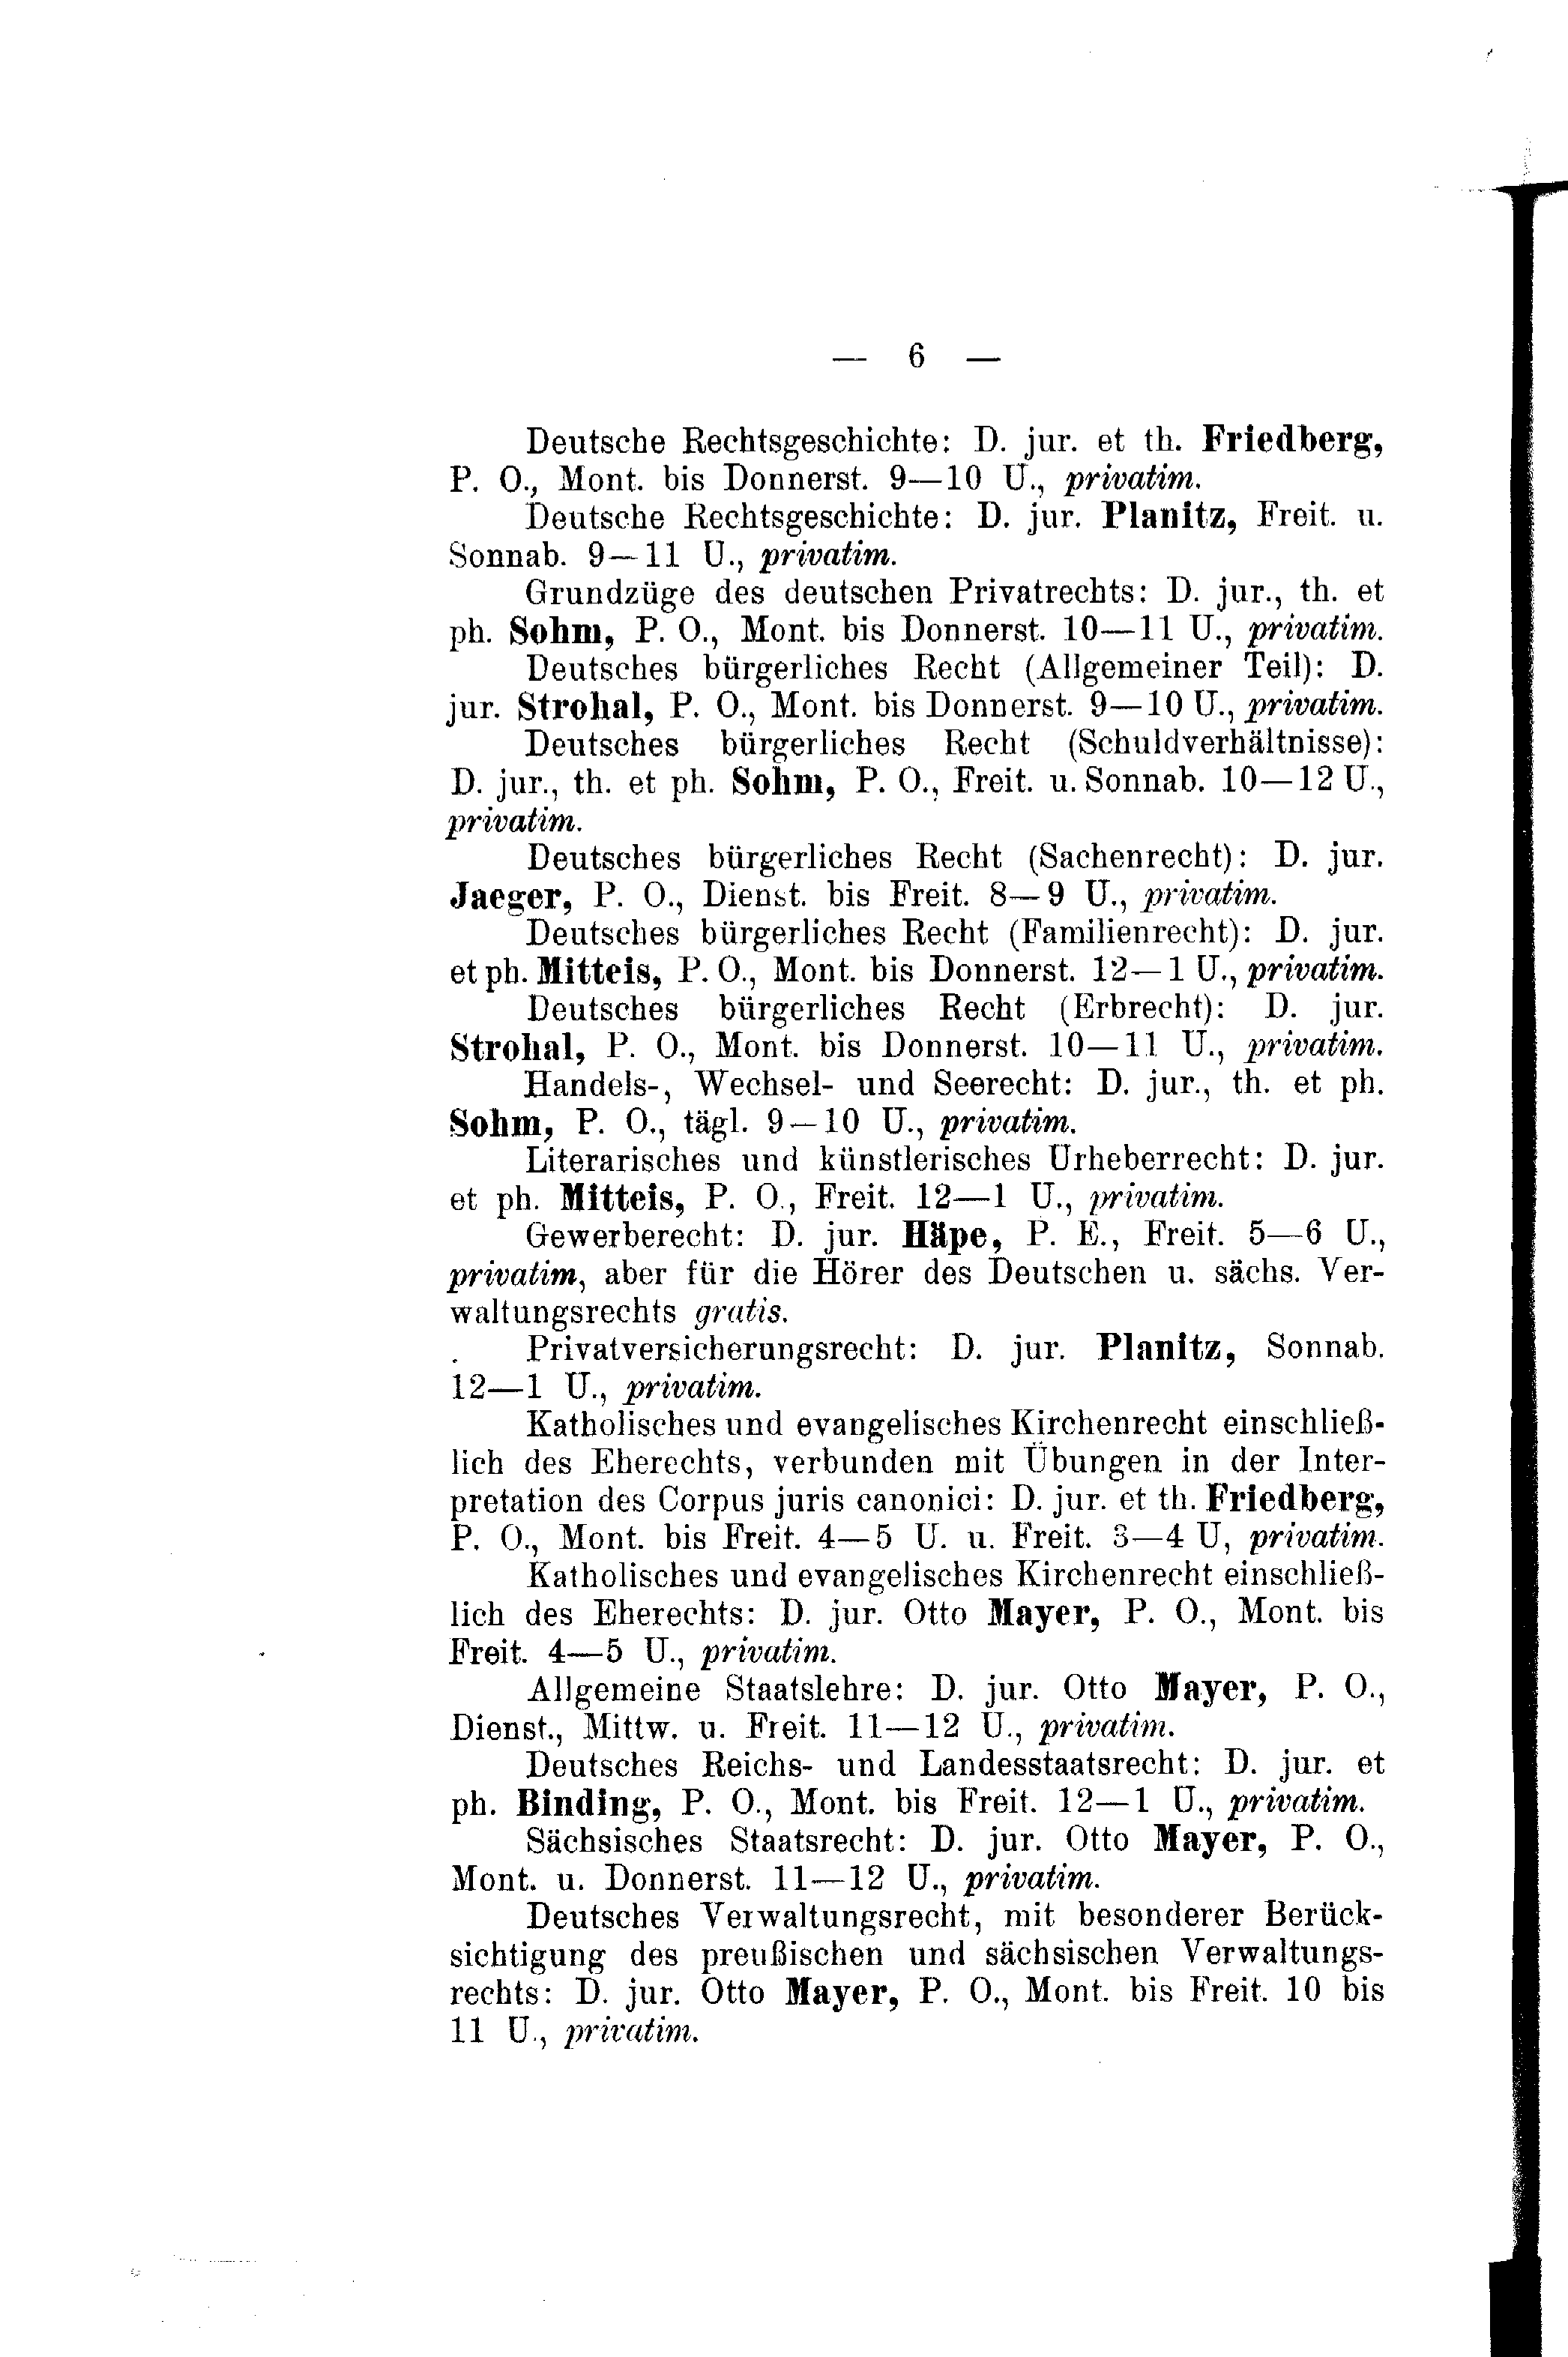 — 6 —
Deutsche Rechtsgeschichte: D. jur. et th. Friedberg,
P. O., Mont. bis Donnerst. 9—10 U., privatim.
Deutsche Rechtsgeschichte: D. jur. Planitz, Freit. u.
Sonnab. 9—11 U., privatim.
Grundzüge des deutschen Privatrechts: D. jur., th. et
ph. Sohm, P. O., Mont. bis Donnerst. 10—11 U., privatim.
Deutsches bürgerliches Recht (Allgemeiner Teil): D.
jur. Strohal, P. O., Mont. bis Donnerst. 9—10 U., privatim.
Deutsches bürgerliches Recht (Schuldverhältnisse):
D. jur., th. et ph. Sohm, P. O., Freit. u. Sonnab. 10—12 U.,
privatim.
Deutsches bürgerliches Recht (Sachenrecht): D. jur.
Jaeger, P. O., Dienst. bis Freit. 8—9 U., privatim.
Deutsches bürgerliches Recht (Familienrecht): D. jur.
et ph. Mitteis, P. O., Mont. bis Donnerst. 12—1 U., privatim.
Deutsches bürgerliches Recht (Erbrecht): D. jur.
Strohal, P. O., Mont. bis Donnerst. 10—11 U., privatim.
Handels-, Wechsel- und Seerecht: D. jur., th. et ph.
Sohm, P. O., tägl. 9—10 U., privatim.
Literarisches und künstlerisches Urheberrecht: D. jur.
et ph. Mitteis, P. O., Freit. 12—1 U., privatim.
Gewerberecht: D. jur. Häpe, P. E., Freit. 5—6 U.,
privatim, aber für die Hörer des Deutschen u. sächs. Ver-
waltungsrechts gratis.
Privatversicherungsrecht: D. jur. Planitz, Sonnab.
12—1 U., privatim.
Katholisches und evangelisches Kirchenrecht einschließ-
lich des Eherechts, verbunden mit Übungen in der Inter-
pretation des Corpus juris canonici: D. jur. et th. Friedberg,
P. O., Mont. bis Freit. 4—5 U. u. Freit. 3—4 U, privatim.
Katholisches und evangelisches Kirchenrecht einschließ-
lich des Eherechts: D. jur. Otto Mayer, P. O., Mont. bis
Freit. 4—5 U., privatim.
Allgemeine Staatslehre: D. jur. Otto Mayer, P. O.,
Dienst., Mittw. u. Freit. 11—12 U., privatim.
Deutsches Reichs- und Landesstaatsrecht: D. jur. et
ph. Binding, P. O., Mont. bis Freit. 12—1 U., privatim.
Sächsisches Staatsrecht: D. jur. Otto Mayer, P. O.,
Mont. u. Donnerst. 11—12 U., privatim.
Deutsches Verwaltungsrecht, mit besonderer Berück-
sichtigung des preußischen und sächsischen Verwaltungs-
rechts: D. jur. Otto Mayer, P. O., Mont. bis Freit. 10 bis
11 U., privatim.